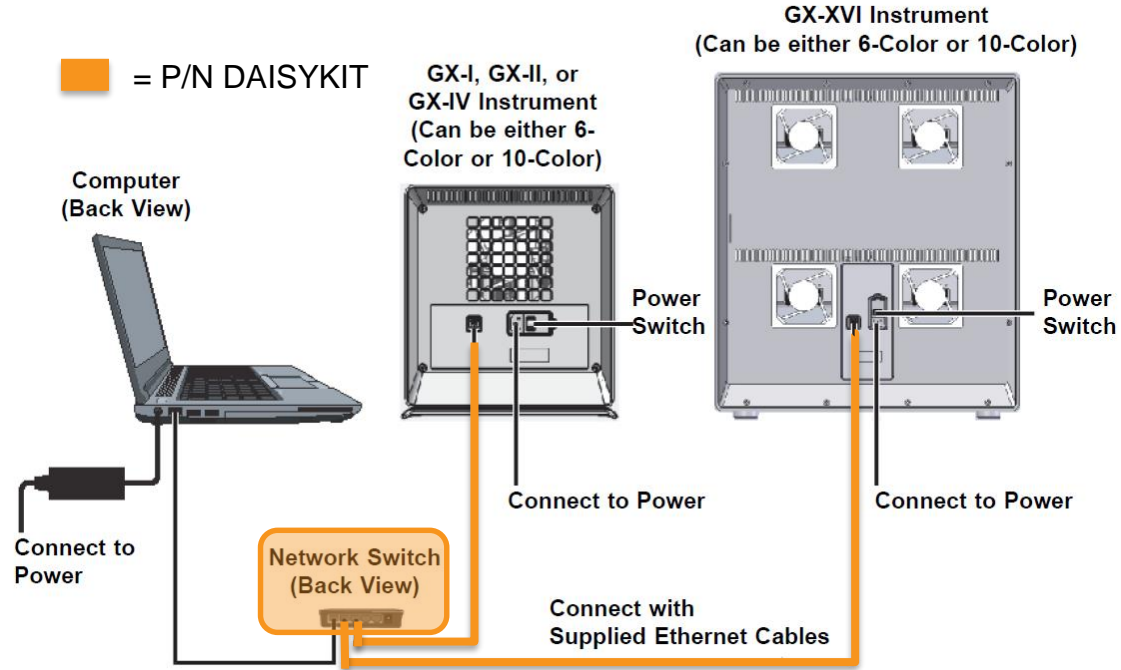 GX-XVI Instrument
(Can be either 6-Color or 10-Color)
= P/N DAISYKIT
GX-I, GX-II, or
GX-IV Instrument
(Can be either 6-
Color or 10-Color)
Computer
(Back View)
Power
Switch
Power
Switch
Connect to Power
Connect to Power
Connect to
Power
Network Switch
(Back View)
Connect with
Supplied Ethernet Cables